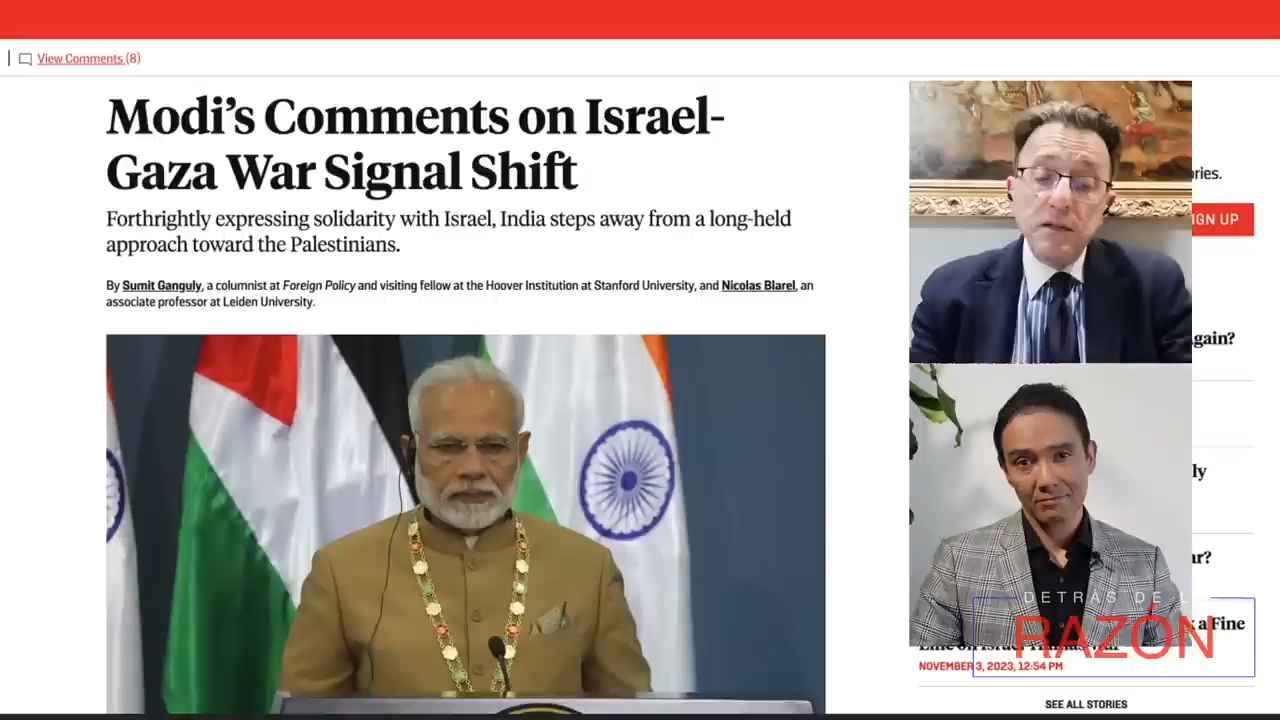 View Comments (8)
Modi's Comments on Israel-
Gaza War Signal Shift
Forthrightly expressing solidarity with Israel, India steps away from a long-held
approach toward the Palestinians.
By Sumit Ganguly, a columnist at Foreign Policy and visiting fellow at the Hoover Institution at Stanford University, and Nicolas Blarel, an
associate professor at Leiden University.
ories.
IGN UP
Again?
ly
ar?
k a Fine
NOVEMBER 3, 2023, 12:54 PM
SEE ALL STORIES
DETRÁS DE L
RAZÓN